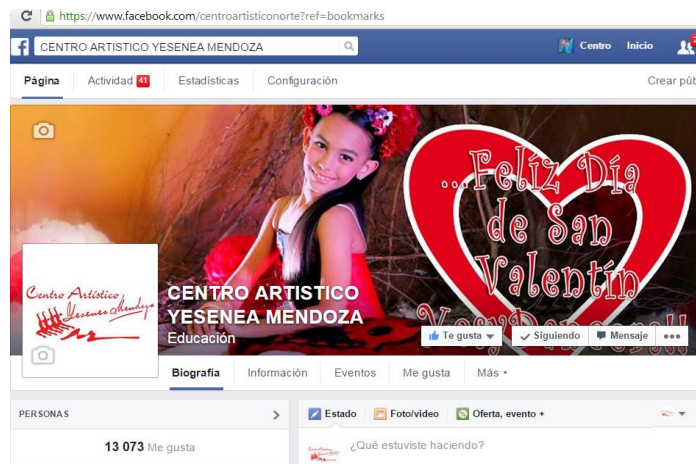 https://www.facebook.com/centroartisticonorte?ref=bookmarks
CENTRO ARTISTICO YESENEA MENDOZA
Centro Inicio
Página Actividad 41 Estadísticas Configuración Crear púb
...Felíz Día
de San
Valentín
Centro Artístico
Yesenea Mendoza
CENTRO ARTISTICO
YESENEA MENDOZA
Educación
Te gusta Siguiendo Mensaje
Biografía Información Eventos Me gusta Más
PERSONAS
13 073 Me gusta
Estado Foto/video Oferta, evento +
¿Qué estuviste haciendo?